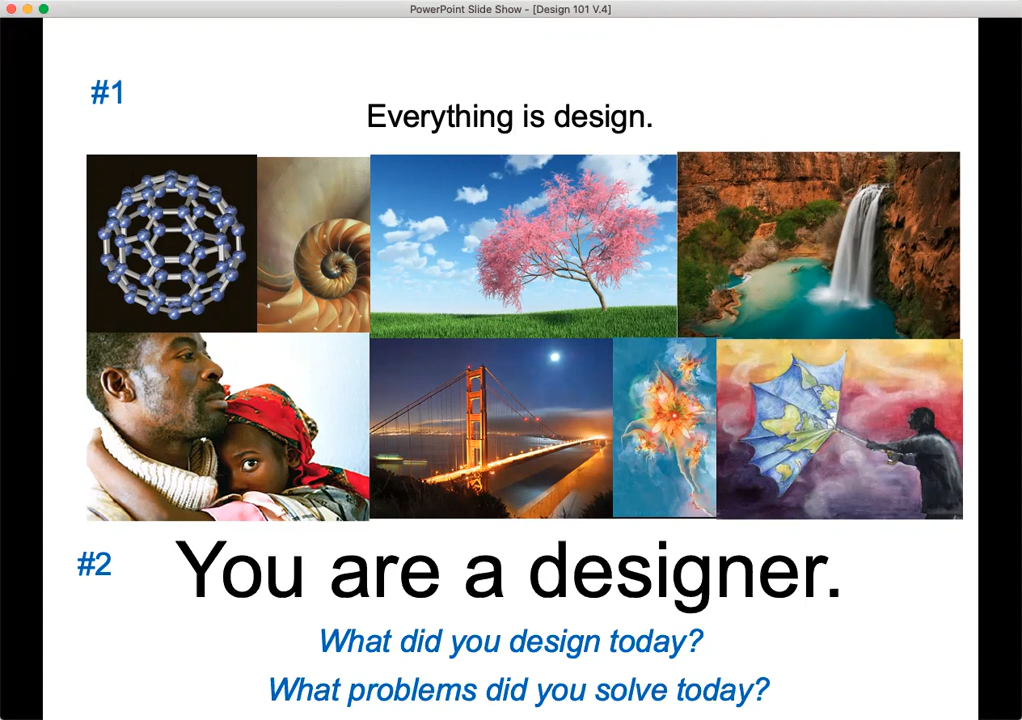 PowerPoint Slide Show - [Design 101 V.4]
#1
Everything is design.
#2
You are a designer.
What did you design today?
What problems did you solve today?